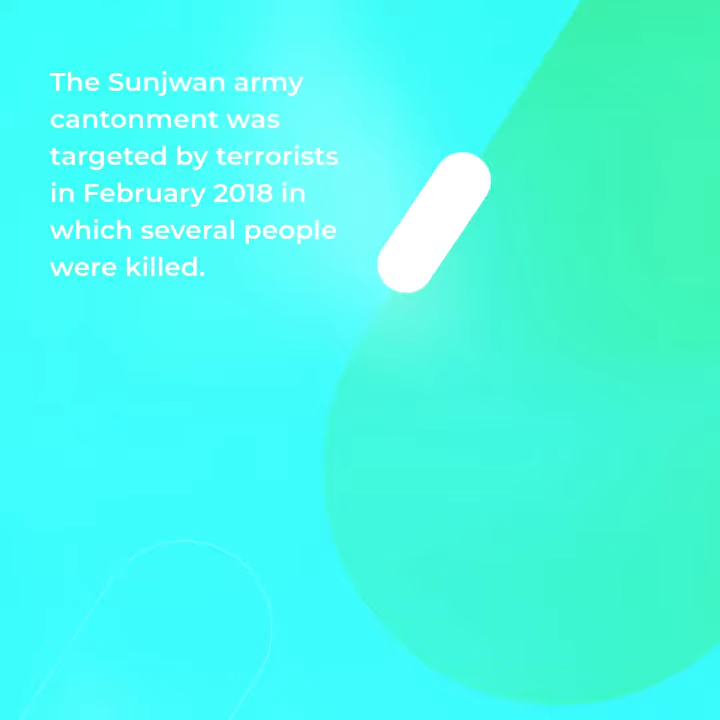 The Sunjwan army
cantonment was
targeted by terrorists
in February 2018 in
which several people
were killed.